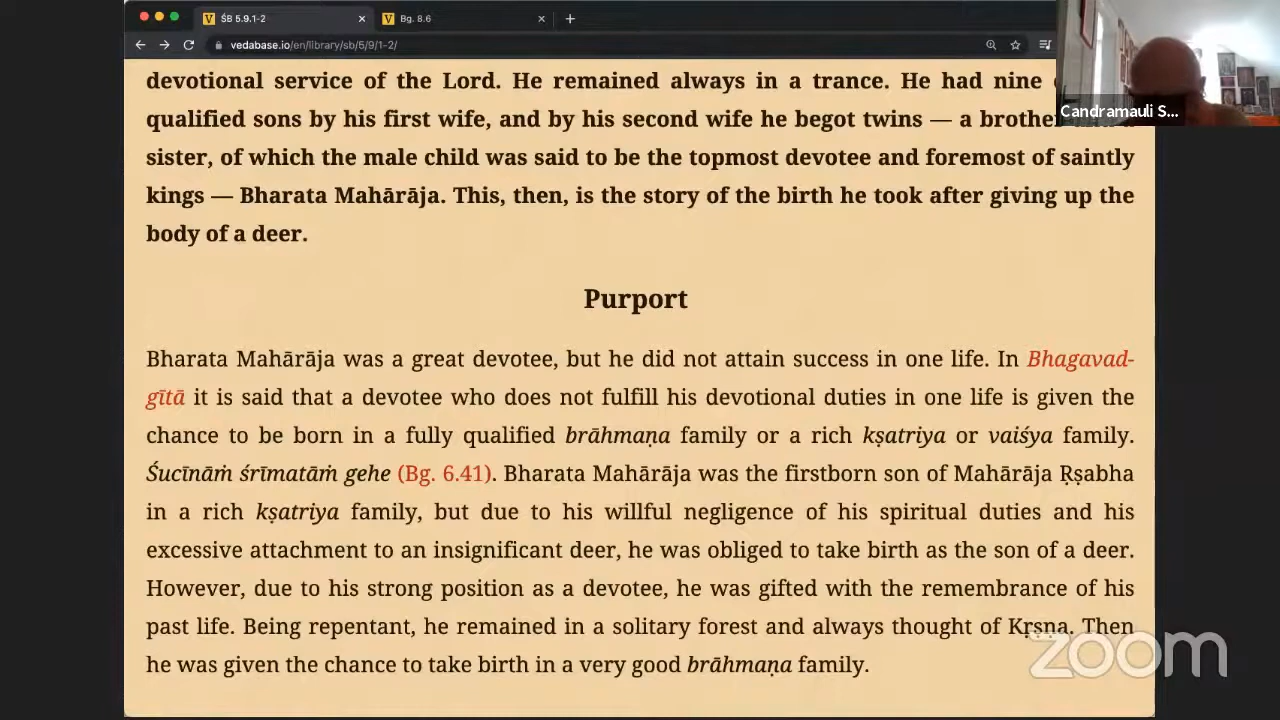 ŚB 5.9.1-2
Bg. 8.6
vedabase.io/en/library/sb/5/9/1-2/
Candramauli S...
devotional service of the Lord. He remained always in a trance. He had nine
qualified sons by his first wife, and by his second wife he begot twins — a brother
sister, of which the male child was said to be the topmost devotee and foremost of saintly
kings — Bharata Mahārāja. This, then, is the story of the birth he took after giving up the
body of a deer.
Purport
Bharata Mahārāja was a great devotee, but he did not attain success in one life. In Bhagavad-
gītā it is said that a devotee who does not fulfill his devotional duties in one life is given the
chance to be born in a fully qualified brāhmaṇa family or a rich kṣatriya or vaiśya family.
Śucīnāṁ śrīmatāṁ gehe (Bg. 6.41). Bharata Mahārāja was the firstborn son of Mahārāja Ṛṣabha
in a rich kṣatriya family, but due to his willful negligence of his spiritual duties and his
excessive attachment to an insignificant deer, he was obliged to take birth as the son of a deer.
However, due to his strong position as a devotee, he was gifted with the remembrance of his
past life. Being repentant, he remained in a solitary forest and always thought of Kṛṣṇa. Then
he was given the chance to take birth in a very good brāhmaṇa family.
zoom